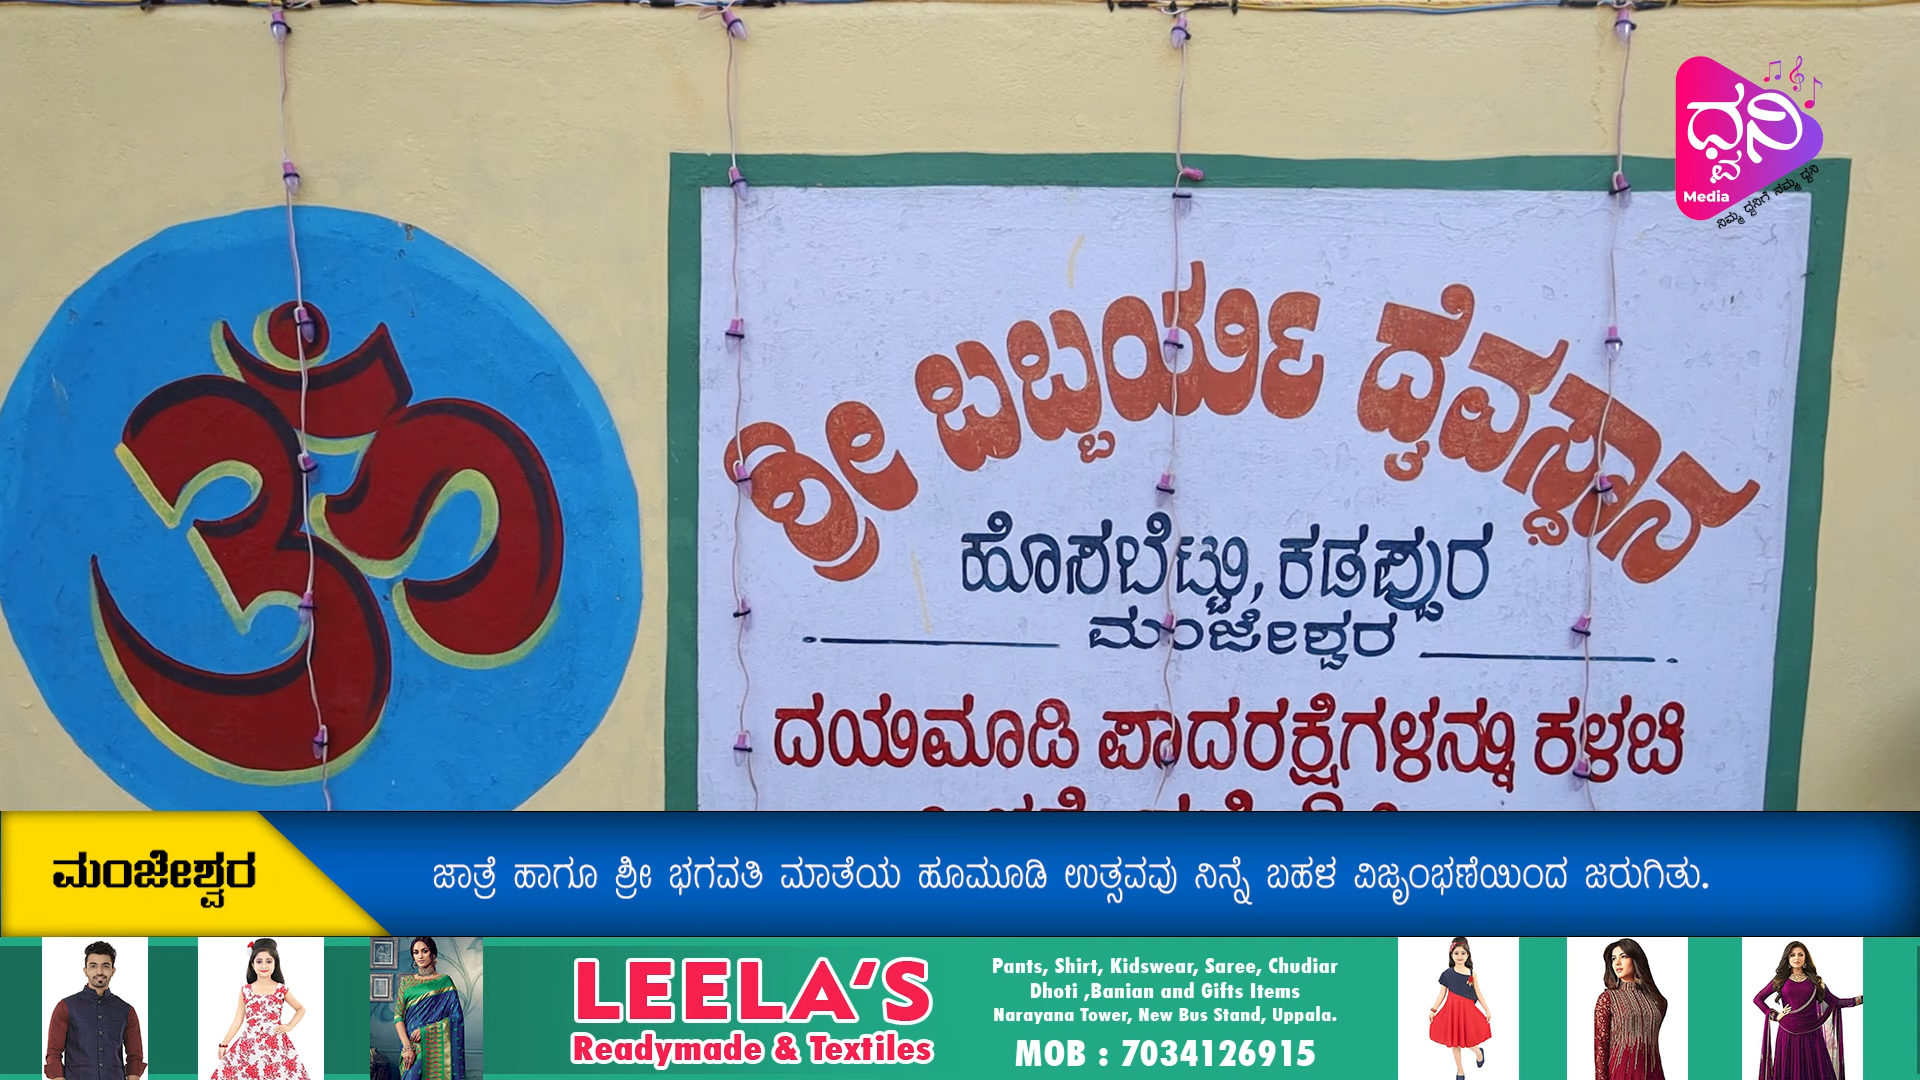 ಧ್ವನಿ
Media
ನಿಮ್ಮ ಧ್ವನಿಗೆ ನಮ್ಮ ಧ್ವನಿ
ಶ್ರೀ ಬಬ್ಬರ್ಯ ದೈವಸ್ಥಾನ
ಹೊಸಬೆಟ್ಟು, ಕಡಪ್ಪುರ
ಮಂಜೇಶ್ವರ
ದಯಮಾಡಿ ಪಾದರಕ್ಷೆಗಳನ್ನು ಕಳಚಿ
ಮಂಜೇಶ್ವರ
ಜಾತ್ರೆ ಹಾಗೂ ಶ್ರೀ ಭಗವತಿ ಮಾತೆಯ ಹೂಮೂಡಿ ಉತ್ಸವವು ನಿನ್ನೆ ಬಹಳ ವಿಜೃಂಭಣೆಯಿಂದ ಜರುಗಿತು.
LEELA'S
Readymade & Textiles
Pants, Shirt, Kidswear, Saree, Chudiar
Dhoti ,Banian and Gifts Items
Narayana Tower, New Bus Stand, Uppala.
MOB : 7034126915